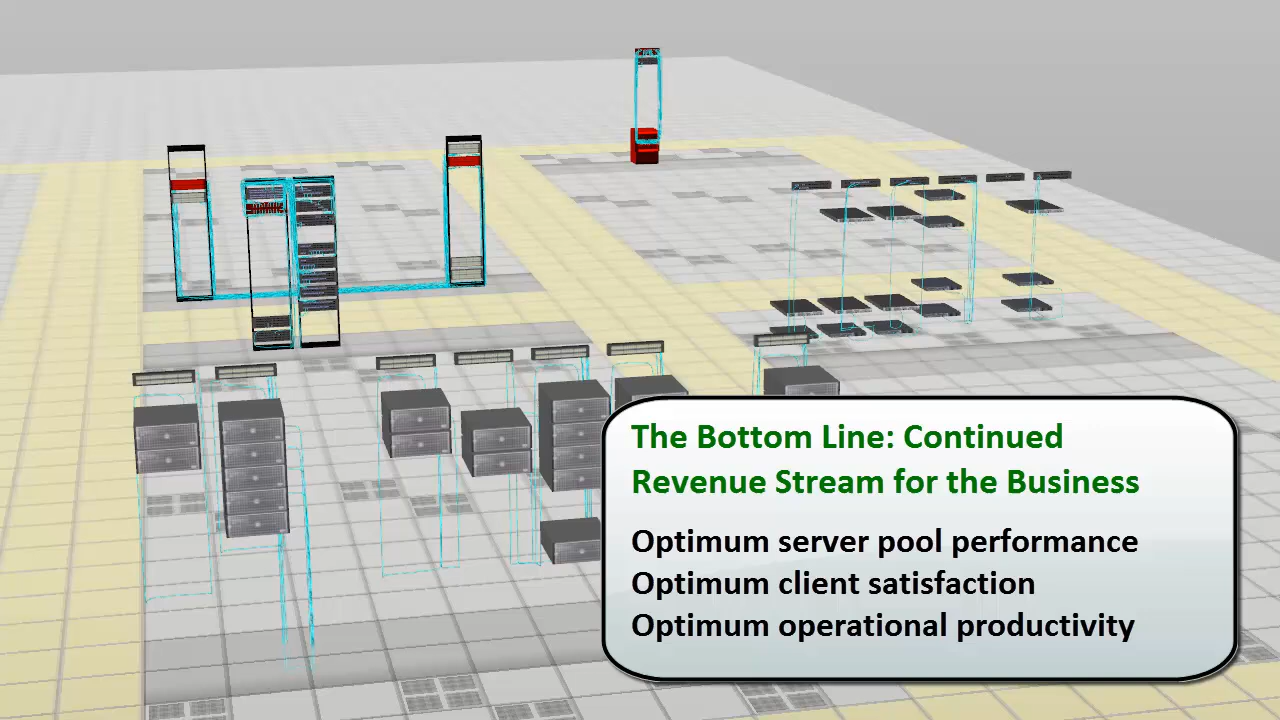 The Bottom Line: Continued
Revenue Stream for the Business
Optimum server pool performance
Optimum client satisfaction
Optimum operational productivity